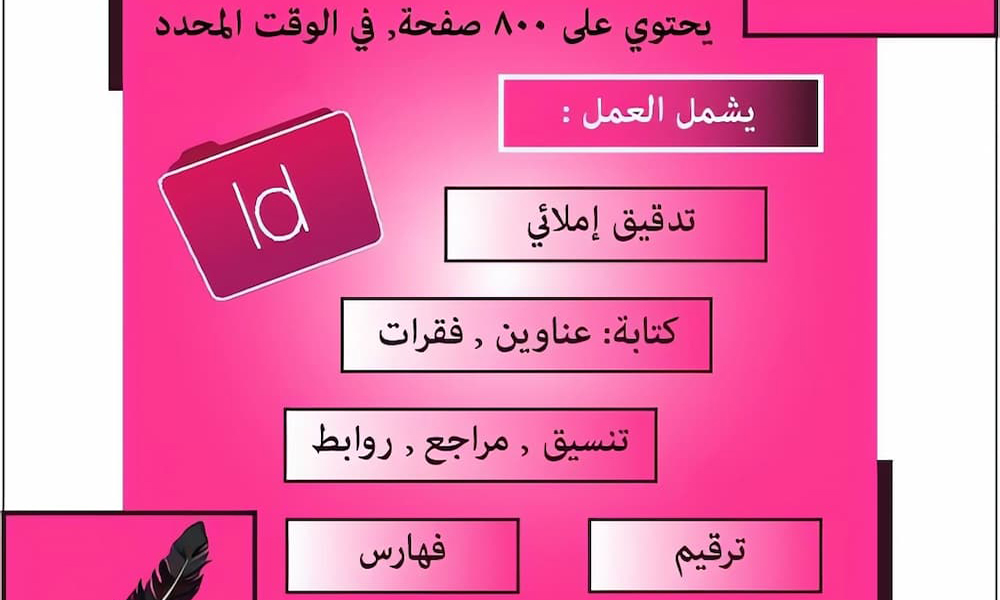 يحتوي على ٨٠٠ صفحة, في الوقت المحدد
يشمل العمل :
Id
تدقيق إملائي
كتابة: عناوين , فقرات
تنسيق , مراجع , روابط
ترقيم
فهارس